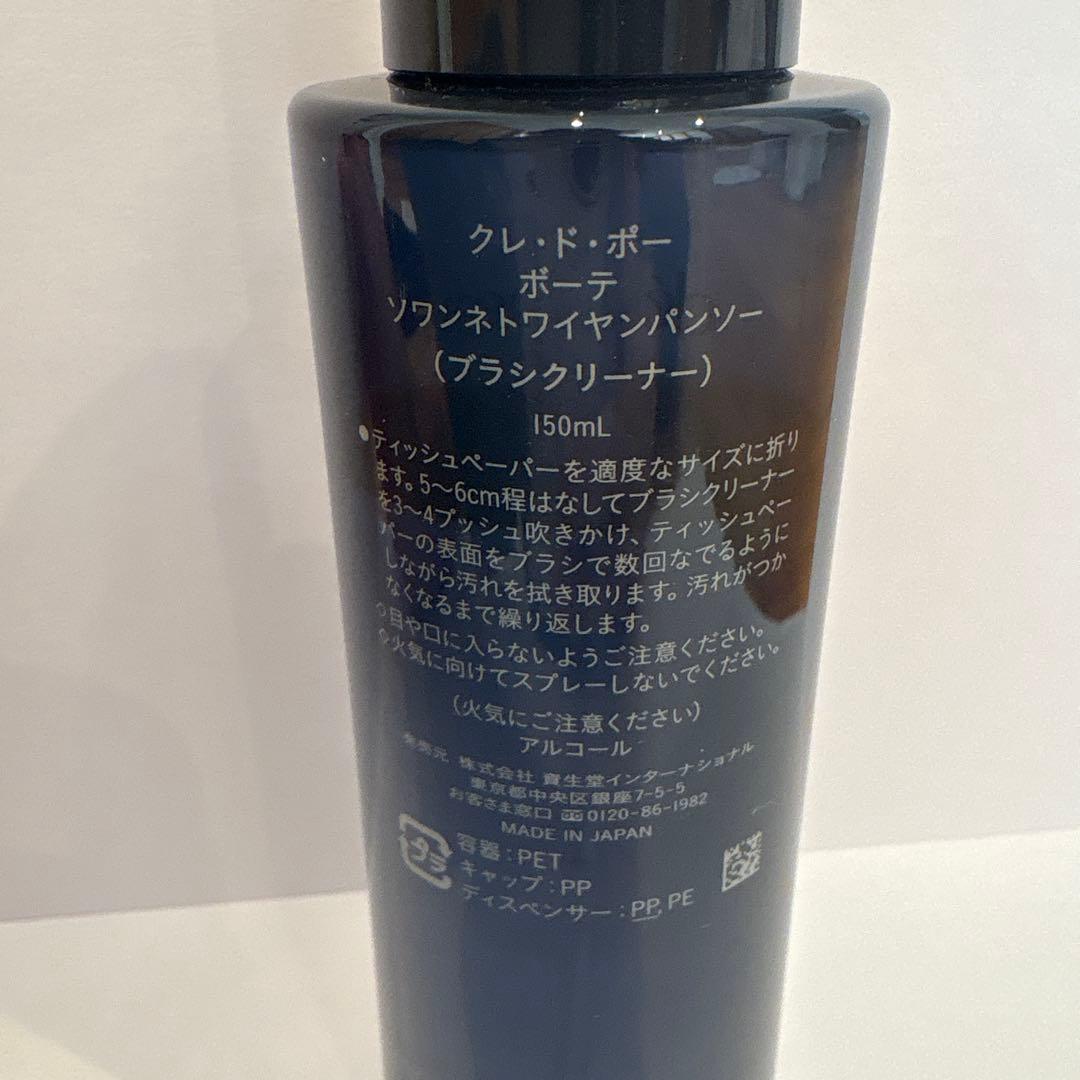 クレ・ド・ポー
ボーテ
ソワンネトワイヤンパンソー
(ブラシクリーナー)
150mL
●ティッシュペーパーを適度なサイズに折り
ます。5〜6cm程はなしてブラシクリーナー
を3〜4プッシュ吹きかけ、ティッシュペー
パーの表面をブラシで数回なでるように
しながら汚れを拭き取ります。汚れがつか
なくなるまで繰り返します。
◇目や口に入らないようご注意ください。
◇火気に向けてスプレーしないでください。
(火気にご注意ください)
アルコール
発売元 株式会社 資生堂インターナショナル
東京都中央区銀座7-5-5
お客さま窓口 0120-86-1982
MADE IN JAPAN
プラ
容器:PET
キャップ:PP
ディスペンサー:PP, PE